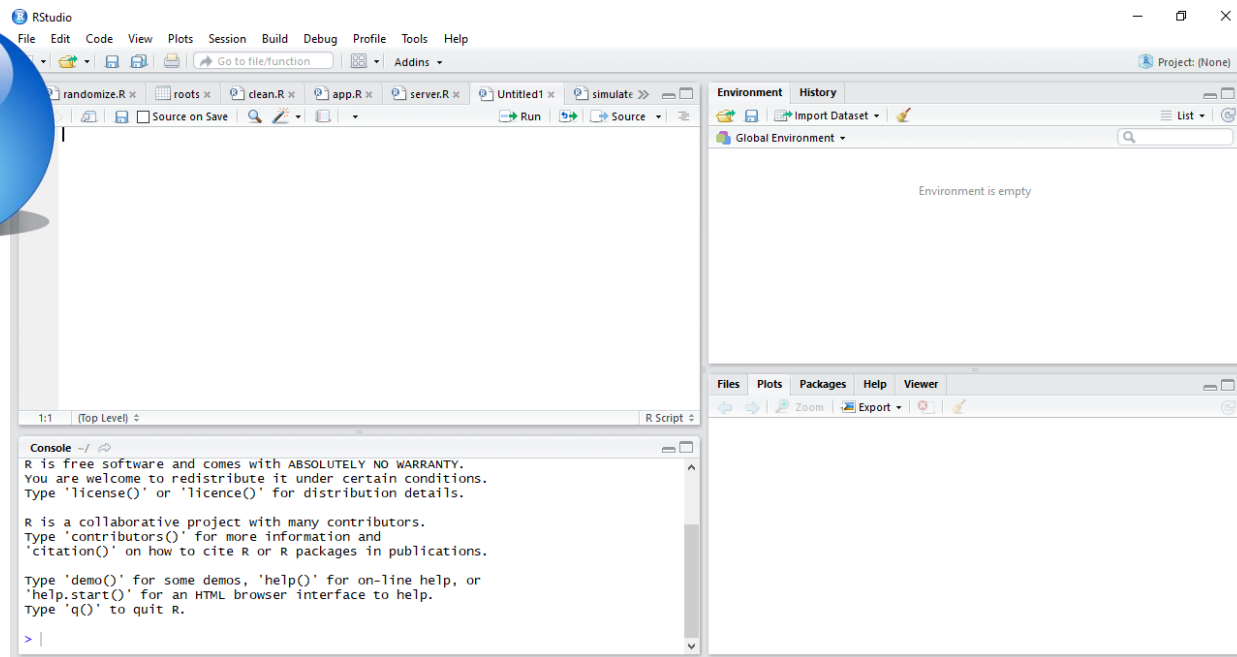 RStudio
File Edit Code View Plots Session Build Debug Profile Tools Help
Go to file/function Addins Project: (None)
randomize.R roots clean.R app.R server.R Untitled1 simulate
Source on Save Run Source
1:1 (Top Level) R Script
Console ~/
R is free software and comes with ABSOLUTELY NO WARRANTY.
You are welcome to redistribute it under certain conditions.
Type 'license()' or 'licence()' for distribution details.
R is a collaborative project with many contributors.
Type 'contributors()' for more information and
'citation()' on how to cite R or R packages in publications.
Type 'demo()' for some demos, 'help()' for on-line help, or
'help.start()' for an HTML browser interface to help.
Type 'q()' to quit R.
>
Environment History
Import Dataset List
Global Environment
Environment is empty
Files Plots Packages Help Viewer
Zoom Export